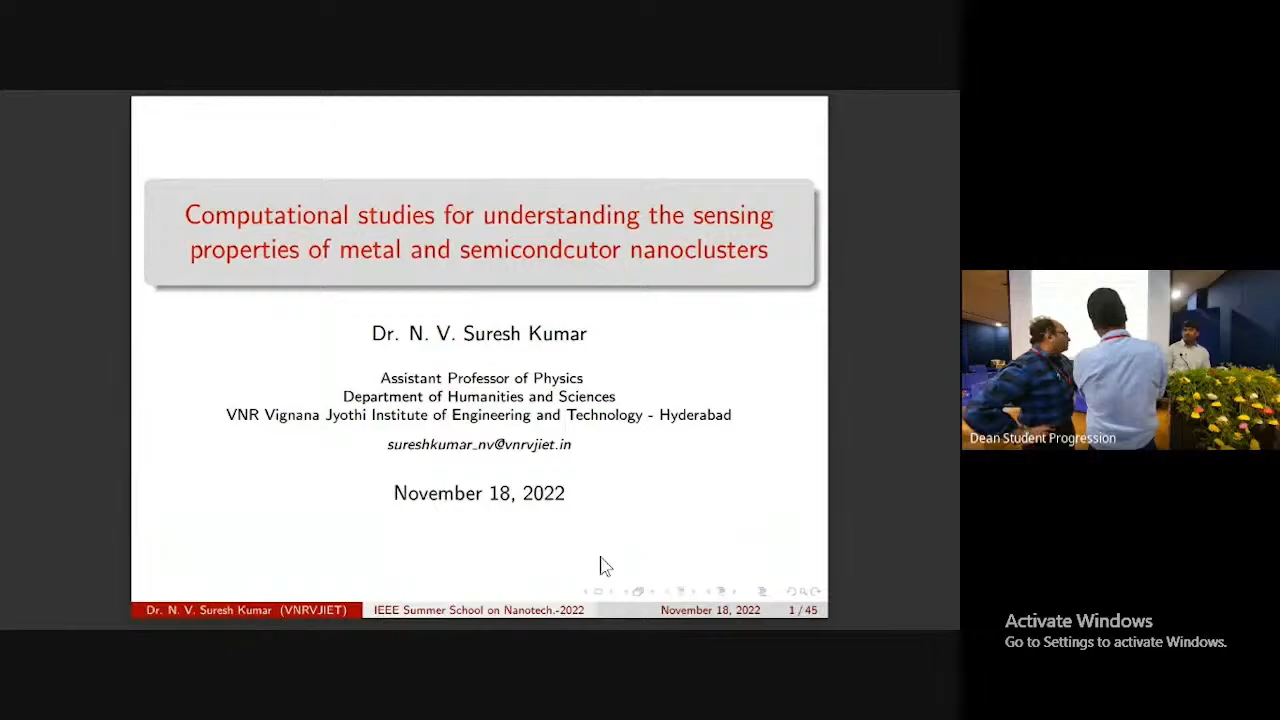 Computational studies for understanding the sensing
properties of metal and semicondcutor nanoclusters
Dr. N. V. Suresh Kumar
Assistant Professor of Physics
Department of Humanities and Sciences
VNR Vignana Jyothi Institute of Engineering and Technology - Hyderabad
sureshkumar_nv@vnrvjiet.in
November 18, 2022
Dr. N. V. Suresh Kumar (VNRVJIET) IEEE Summer School on Nanotech.-2022 November 18, 2022 1 / 45
Dean Student Progression
Activate Windows
Go to Settings to activate Windows.